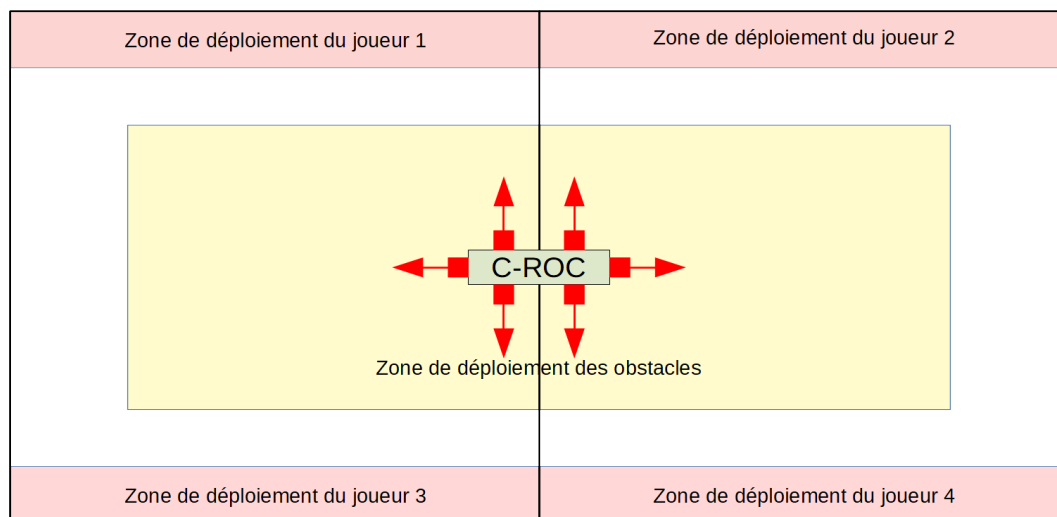 Zone de déploiement du joueur 1
Zone de déploiement du joueur 2
C-ROC
Zone de déploiement des obstacles
Zone de déploiement du joueur 3
Zone de déploiement du joueur 4